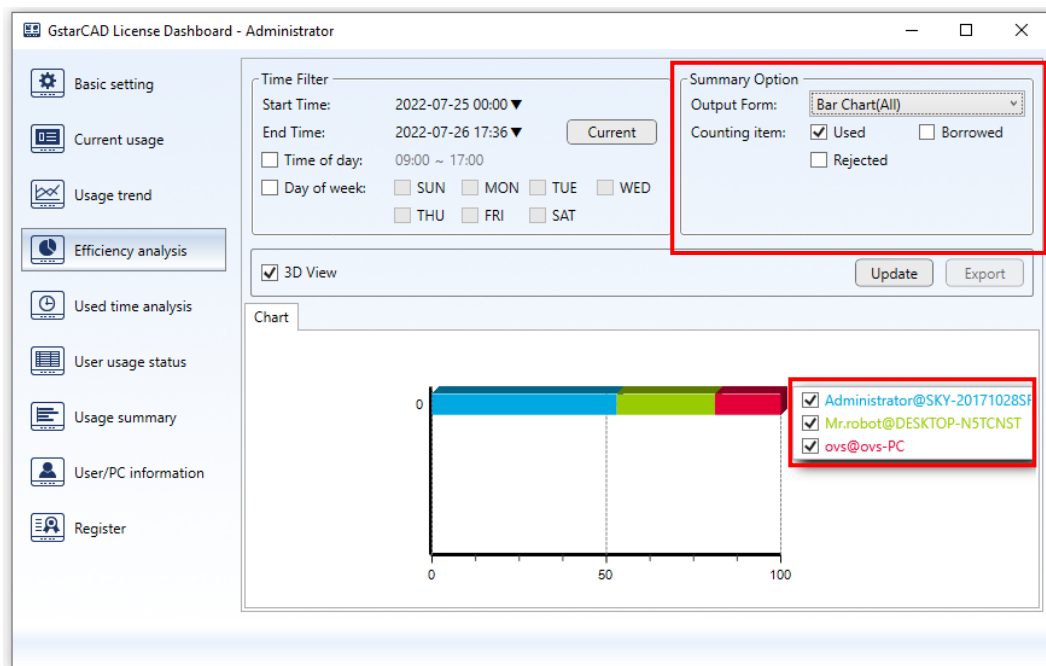 GstarCAD License Dashboard - Administrator
Basic setting
Current usage
Usage trend
Efficiency analysis
Used time analysis
User usage status
Usage summary
User/PC information
Register
Time Filter
Start Time: 2022-07-25 00:00 ▼
End Time: 2022-07-26 17:36 ▼ Current
Time of day: 09:00 ~ 17:00
Day of week: SUN MON TUE WED
THU FRI SAT
Summary Option
Output Form: Bar Chart(All)
Counting item: Used Borrowed
Rejected
3D View Update Export
Chart
0
Administrator@SKY-20171028SF
Mr.robot@DESKTOP-N5TCNST
ovs@ovs-PC
0 50 100